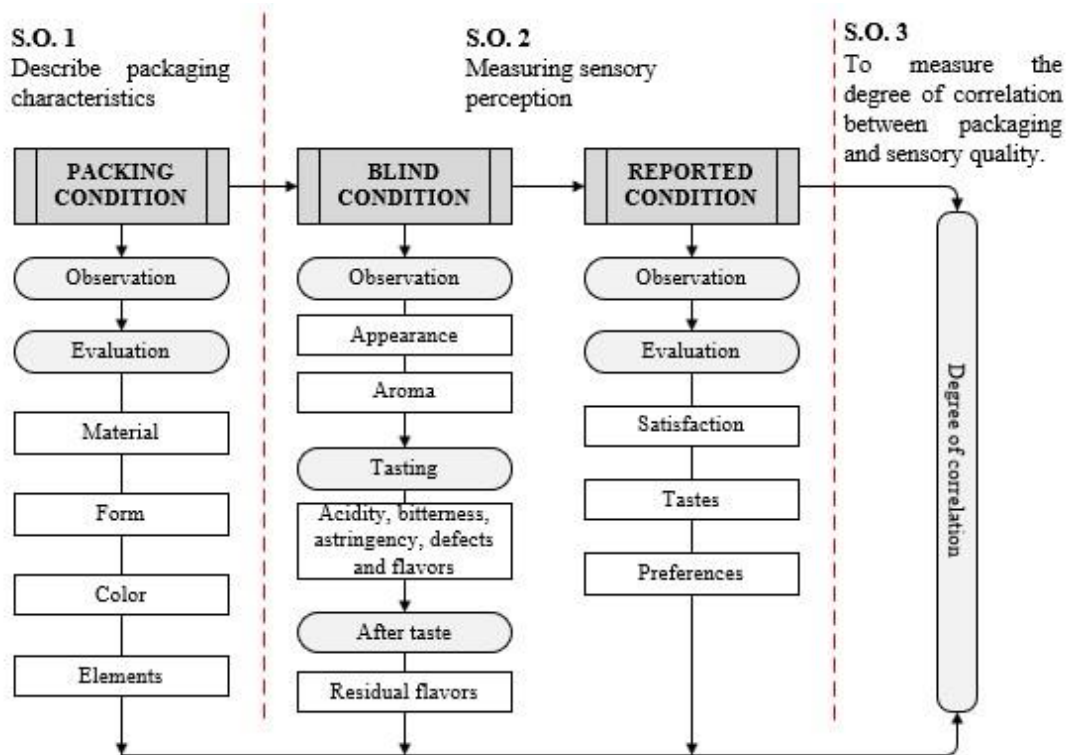 S.O. 1
Describe packaging
characteristics
S.O. 2
Measuring sensory
perception
S.O. 3
To measure the
degree of correlation
between packaging
and sensory quality.
PACKING
CONDITION
Observation
Evaluation
Material
Form
Color
Elements
BLIND
CONDITION
Observation
Appearance
Aroma
Tasting
Acidity, bitterness,
astringency, defects
and flavors
After taste
Residual flavors
REPORTED
CONDITION
Observation
Evaluation
Satisfaction
Tastes
Preferences
Degree of correlation